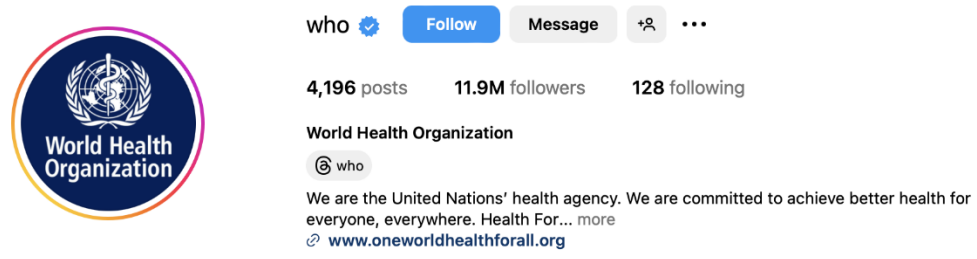 World Health
Organization
who
Follow
Message
4,196 posts
11.9M followers
128 following
World Health Organization
who
We are the United Nations’ health agency. We are committed to achieve better health for
everyone, everywhere. Health For... more
www.oneworldhealthforall.org